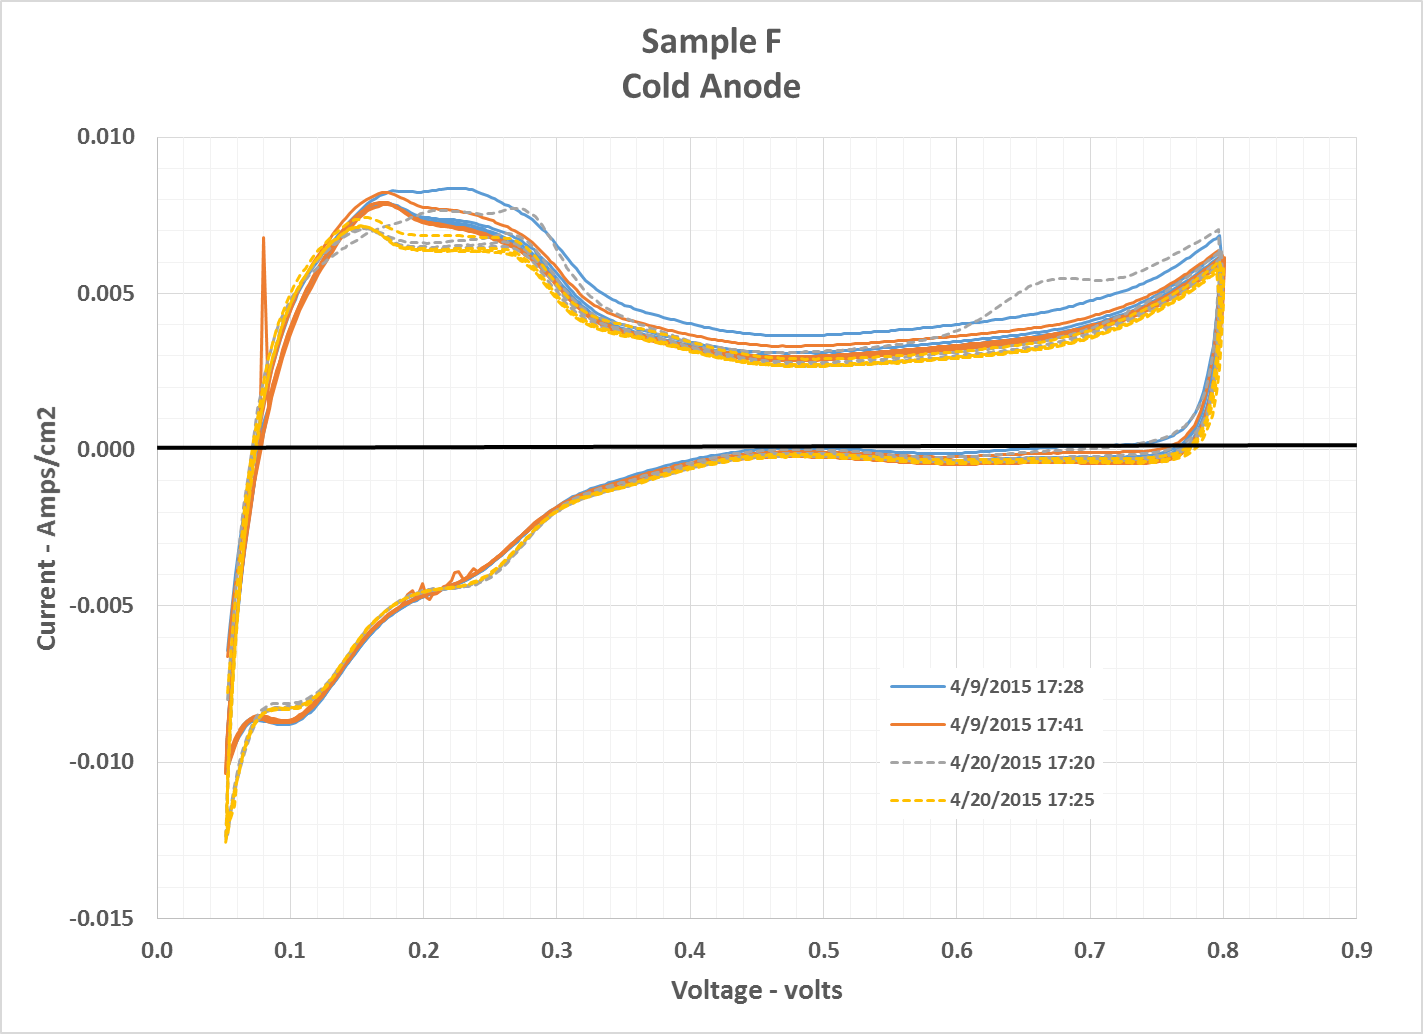 Sample F
Cold Anode
0.010
0.005
0.000
-0.005
-0.010
-0.015
Current - Amps/cm2
4/9/2015 17:28
4/9/2015 17:41
4/20/2015 17:20
4/20/2015 17:25
0.0 0.1 0.2 0.3 0.4 0.5 0.6 0.7 0.8 0.9
Voltage - volts